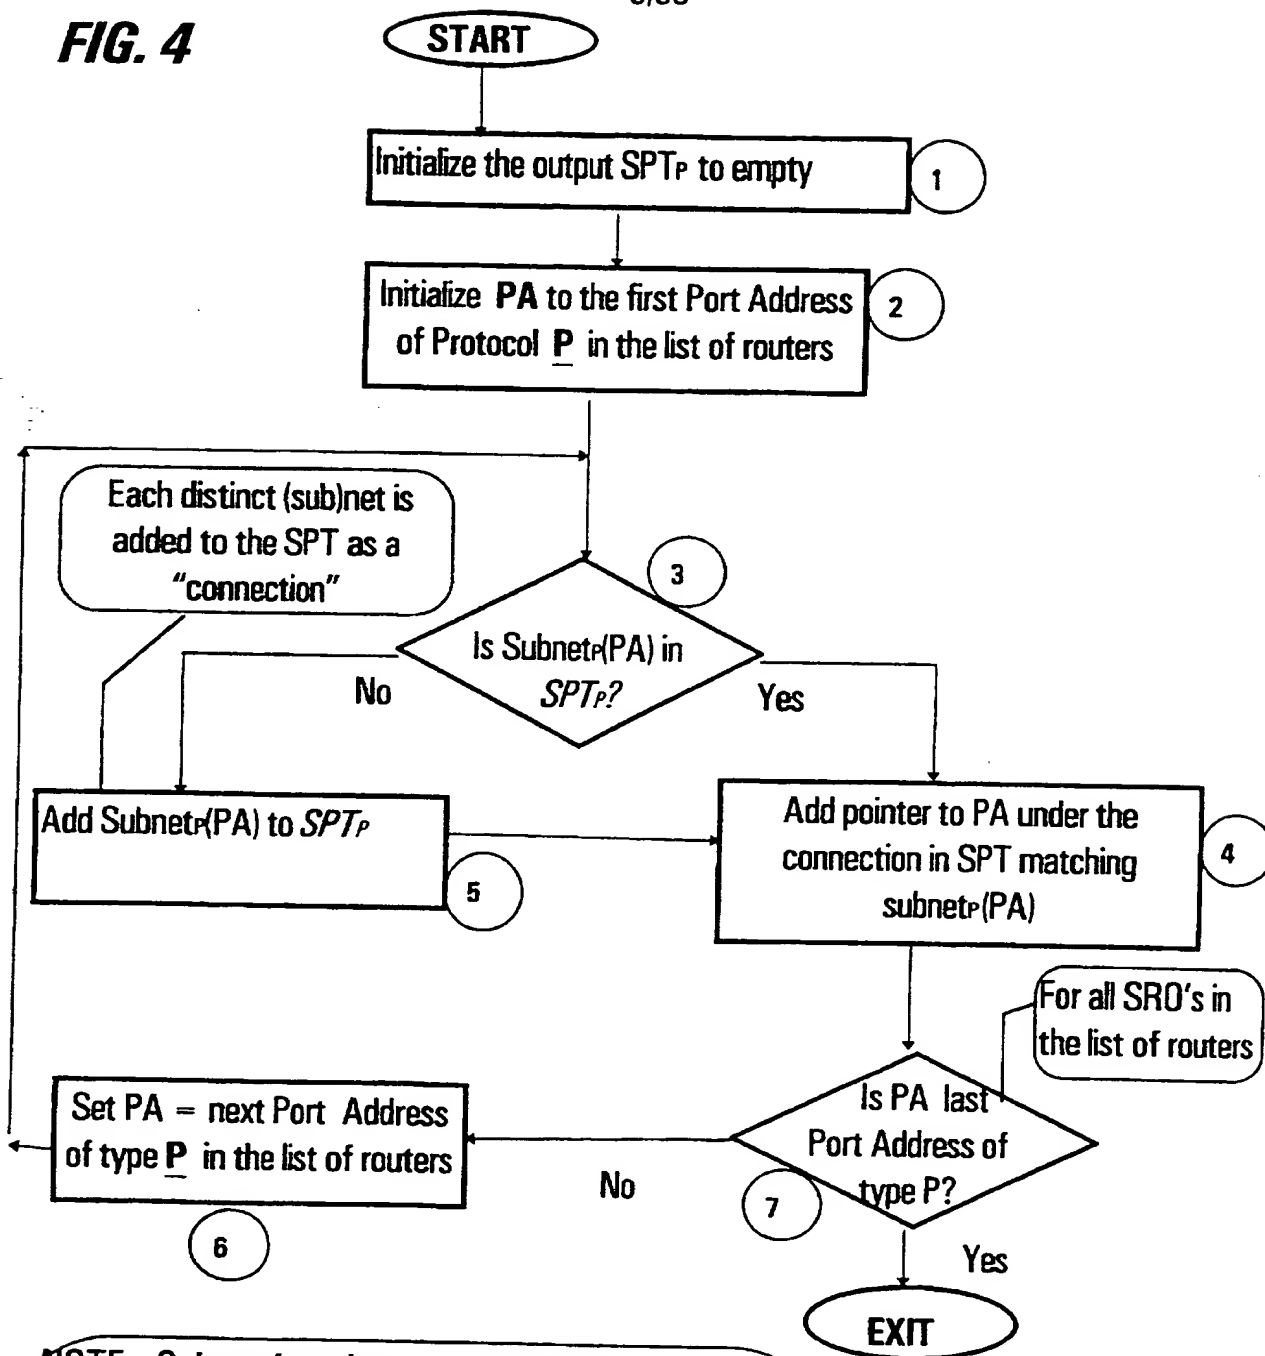 FIG. 4
START
Initialize the output SPTP to empty
1
Initialize PA to the first Port Address
of Protocol P in the list of routers
2
Each distinct (sub)net is
added to the SPT as a
"connection"
3
Is SubnetP(PA) in
SPTP?
No
Yes
Add SubnetP(PA) to SPTP
5
Add pointer to PA under the
connection in SPT matching
subnetP(PA)
4
For all SRO's in
the list of routers
Is PA last
Port Address of
type P?
7
No
Set PA = next Port Address
of type P in the list of routers
6
Yes
EXIT